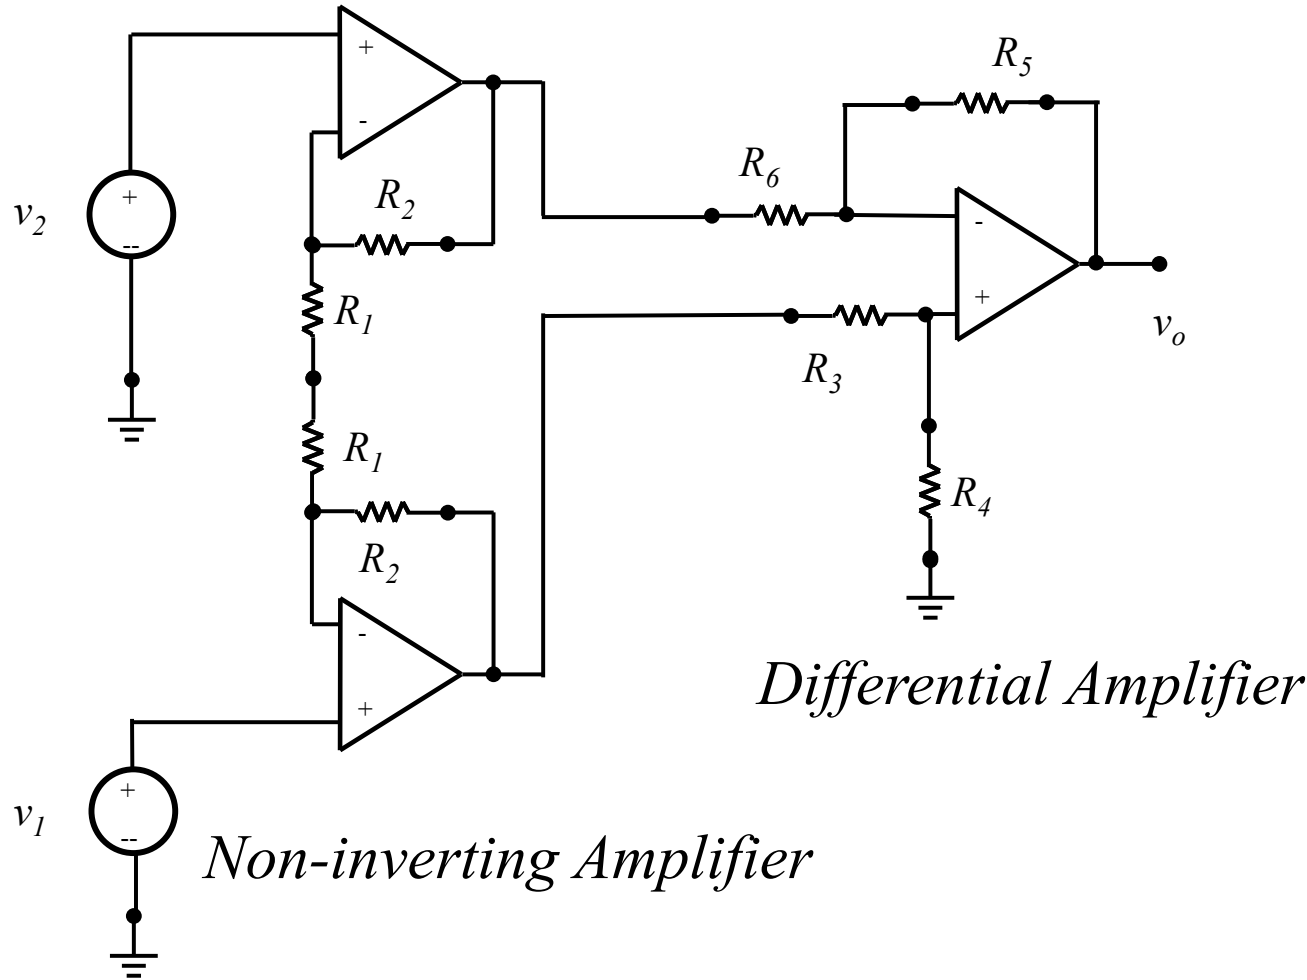 +
-
R5
R6
R2
+
--
v2
-
+
R1
vo
R3
R1
R4
R2
-
+
Differential Amplifier
+
--
v1
Non-inverting Amplifier